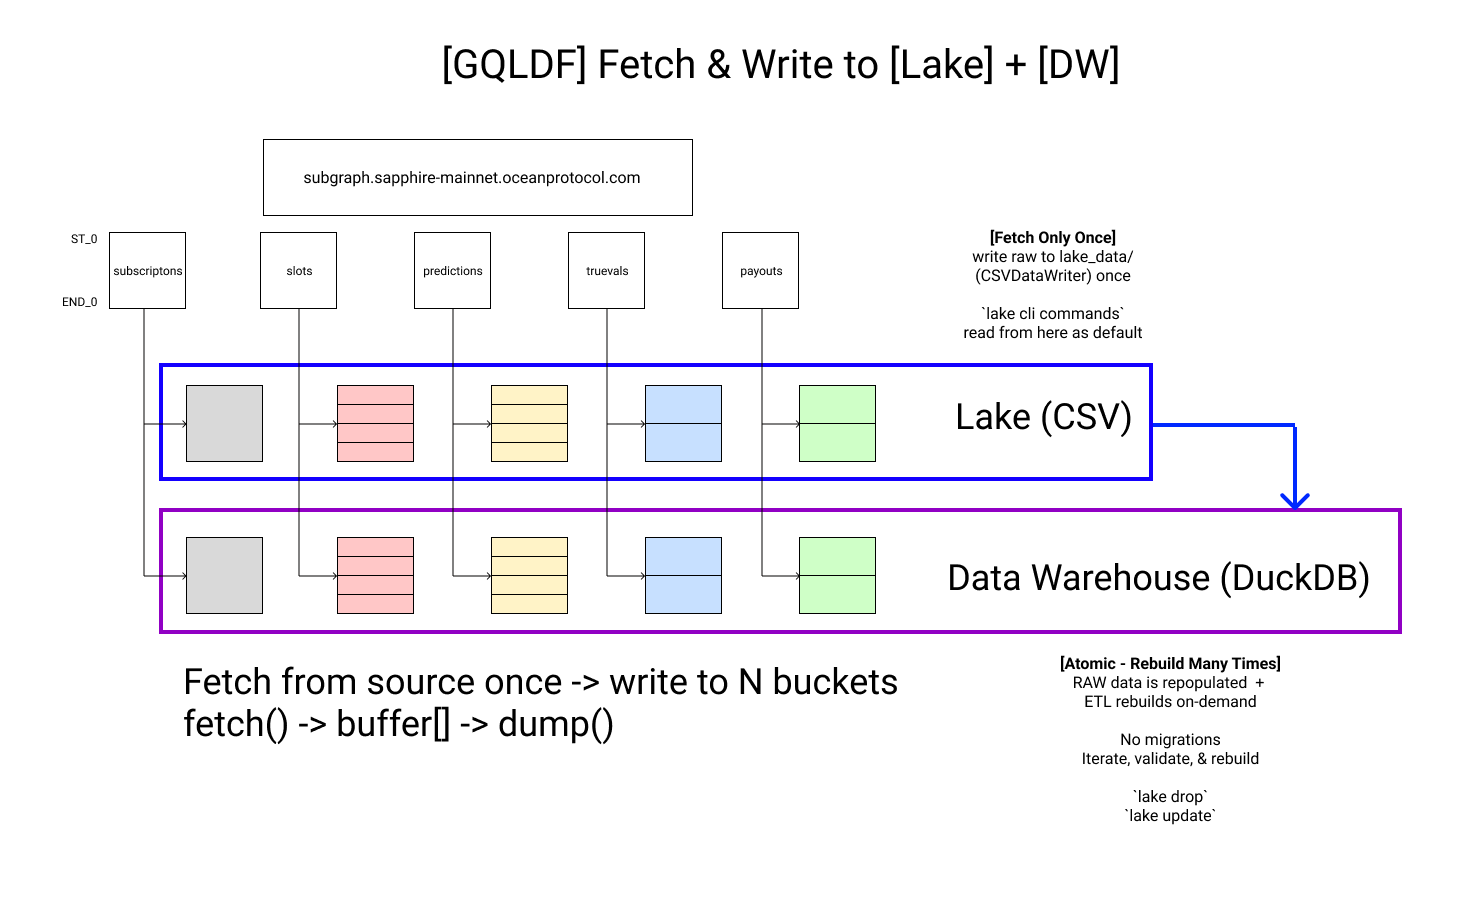 [GQLDF] Fetch & Write to [Lake] + [DW]
subgraph.sapphire-mainnet.oceanprotocol.com
ST_0
END_0
subscriptons
slots
predictions
truevals
payouts
[Fetch Only Once]
write raw to lake_data/
(CSVDataWriter) once
`lake cli commands`
read from here as default
Lake (CSV)
Data Warehouse (DuckDB)
Fetch from source once -> write to N buckets
fetch() -> buffer[] -> dump()
[Atomic - Rebuild Many Times]
RAW data is repopulated +
ETL rebuilds on-demand
No migrations
Iterate, validate, & rebuild
`lake drop`
`lake update`